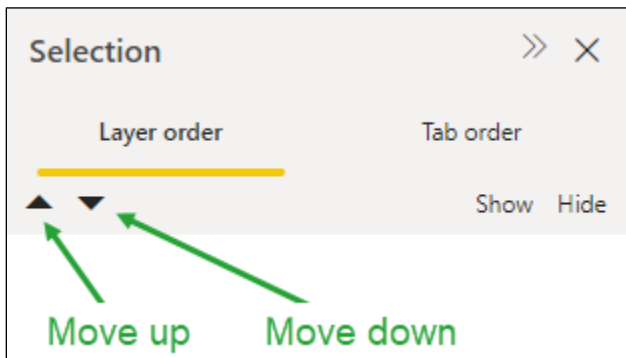 Selection
Layer order Tab order
Show Hide
Move up Move down